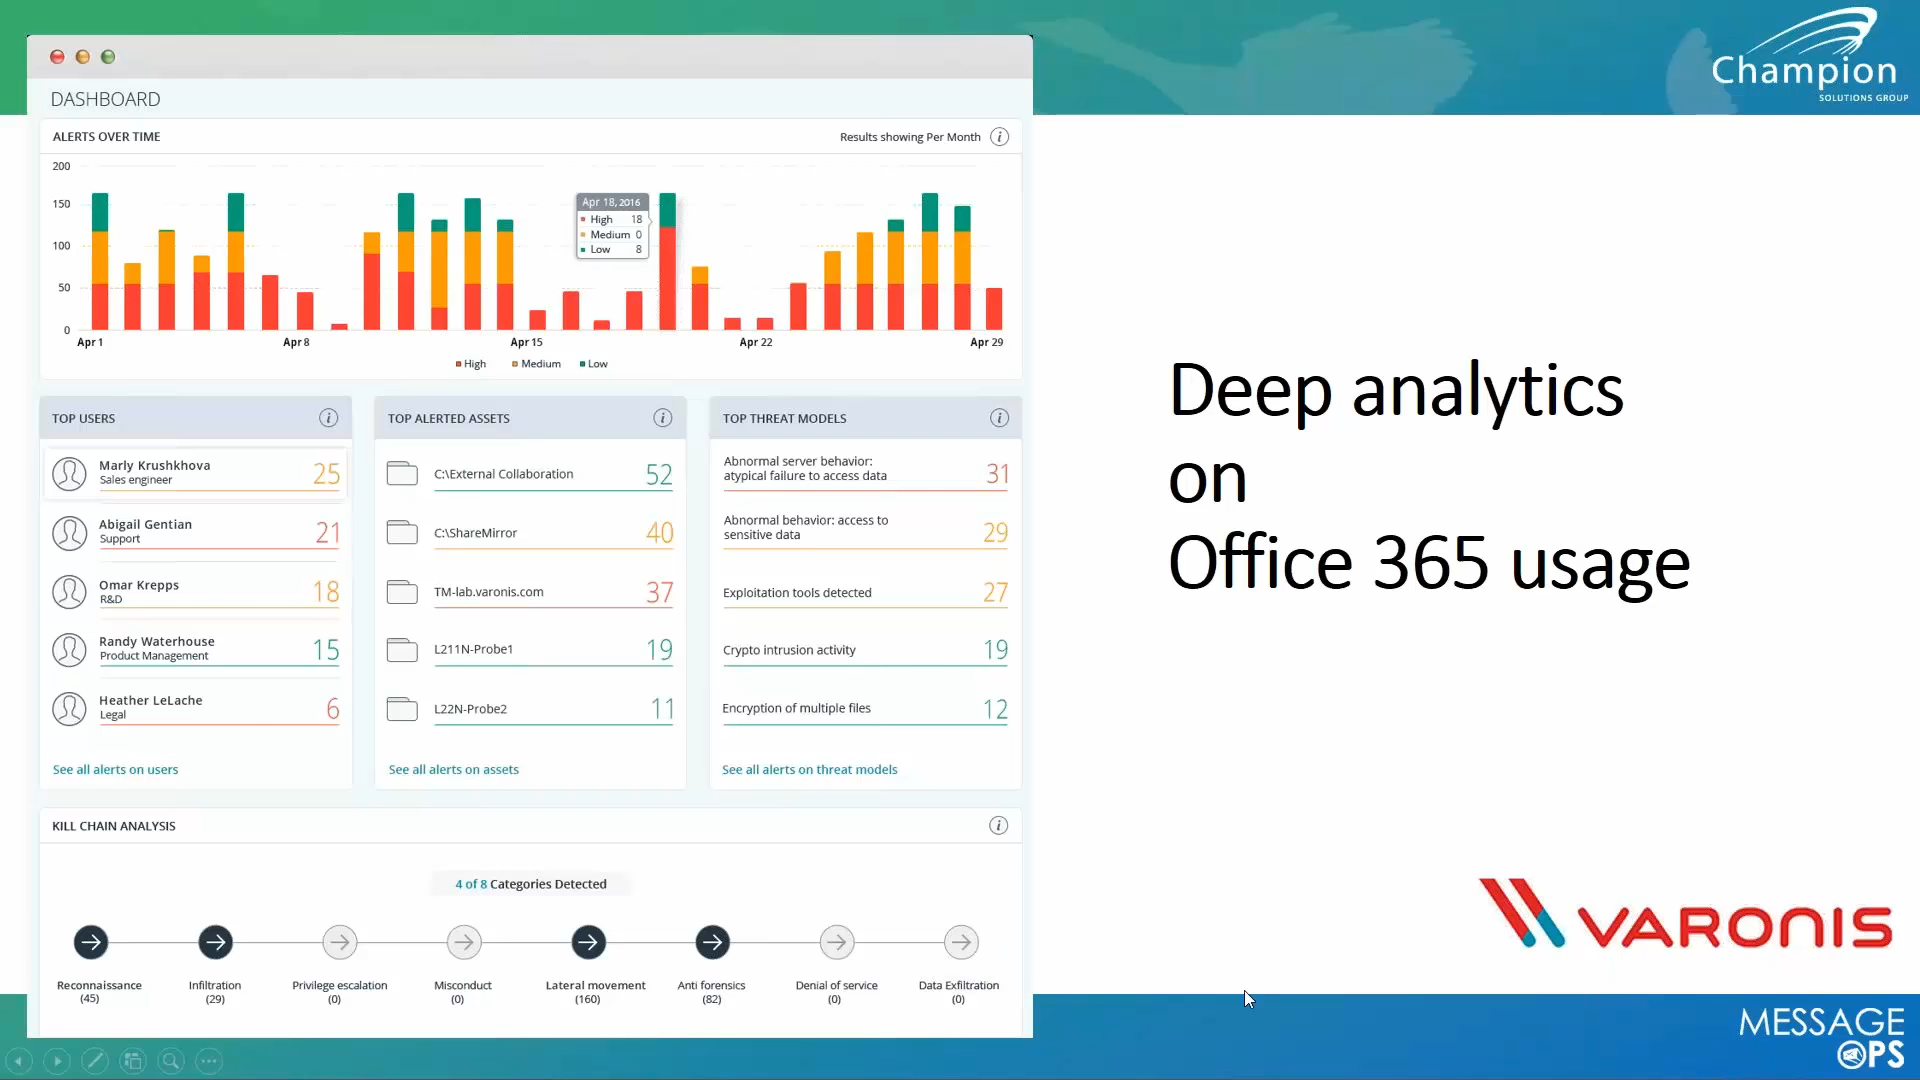 Champion
SOLUTIONS GROUP
DASHBOARD
ALERTS OVER TIME
Results showing Per Month
200
150
100
50
0
Apr 18, 2016
High 18
Medium 0
Low 8
Apr 1
Apr 8
Apr 15
Apr 22
Apr 29
High
Medium
Low
TOP USERS
Marly Krushkhova
Sales engineer
25
Abigail Gentian
Support
21
Omar Krepps
R&D
18
Randy Waterhouse
Product Management
15
Heather LeLache
Legal
6
See all alerts on users
TOP ALERTED ASSETS
C:\External Collaboration 52
C:\ShareMirror 40
TM-lab.varonis.com 37
L211N-Probe1 19
L22N-Probe2 11
See all alerts on assets
TOP THREAT MODELS
Abnormal server behavior:
atypical failure to access data
31
Abnormal behavior: access to
sensitive data
29
Exploitation tools detected 27
Crypto intrusion activity 19
Encryption of multiple files 12
See all alerts on threat models
KILL CHAIN ANALYSIS
4 of 8 Categories Detected
Reconnaissance
(45)
Infiltration
(29)
Privilege escalation
(0)
Misconduct
(0)
Lateral movement
(160)
Anti forensics
(82)
Denial of service
(0)
Data Exfiltration
(0)
Deep analytics
on
Office 365 usage
VARONIS
MESSAGE
OPS